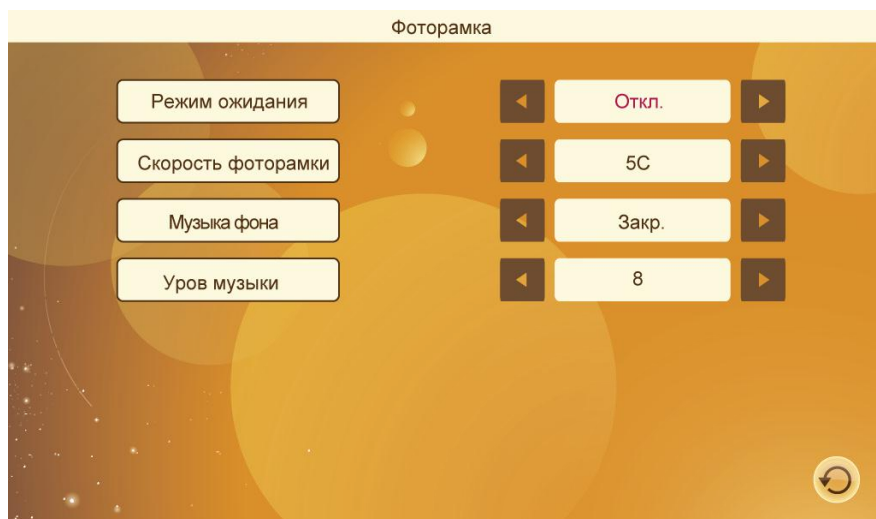 Фоторамка
Режим ожидания Откл.
Скорость фоторамки 5С
Музыка фона Закр.
Уров музыки 8